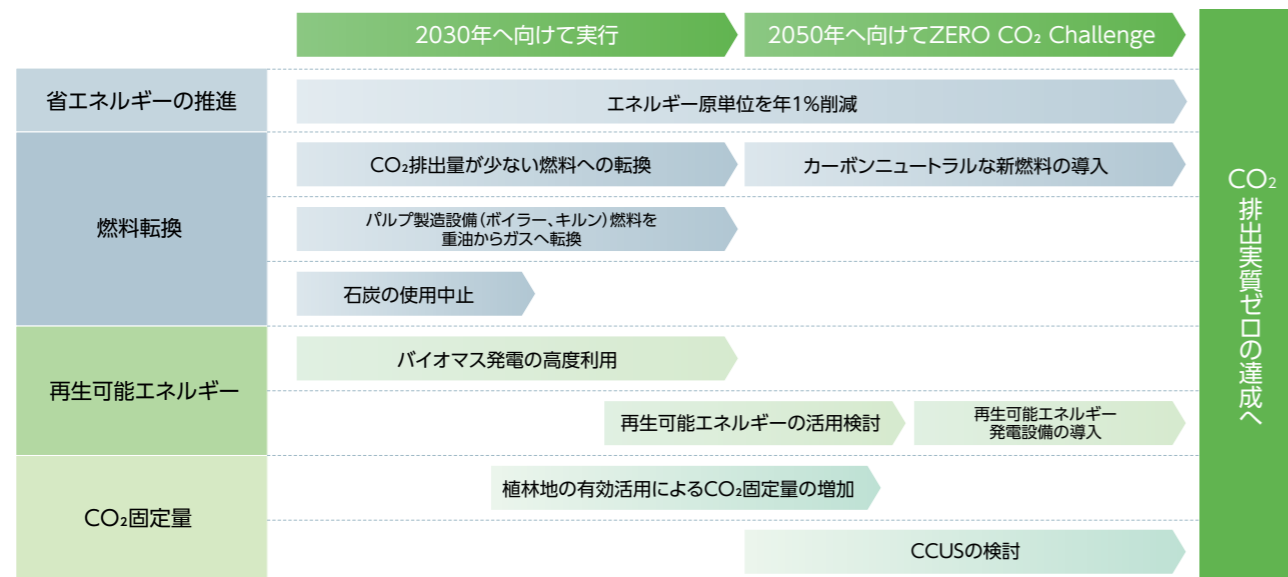 2030年へ向けて実行
2050年へ向けてZERO CO₂ Challenge
省エネルギーの推進
エネルギー原単位を年1%削減
燃料転換
CO₂排出量が少ない燃料への転換
カーボンニュートラルな新燃料の導入
パルプ製造設備（ボイラー、キルン）燃料を
重油からガスへ転換
石炭の使用中止
再生可能エネルギー
バイオマス発電の高度利用
再生可能エネルギーの活用検討
再生可能エネルギー
発電設備の導入
CO₂固定量
植林地の有効活用によるCO₂固定量の増加
CCUSの検討
CO₂排出実質ゼロの達成へ